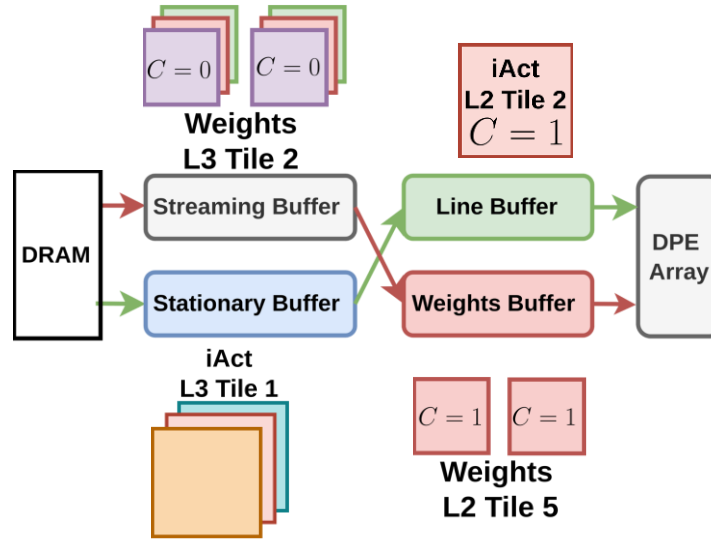 C = 0
C = 0
Weights
L3 Tile 2
iAct
L2 Tile 2
C = 1
DRAM
Streaming Buffer
Line Buffer
DPE
Array
Stationary Buffer
Weights Buffer
iAct
L3 Tile 1
C = 1
C = 1
Weights
L2 Tile 5